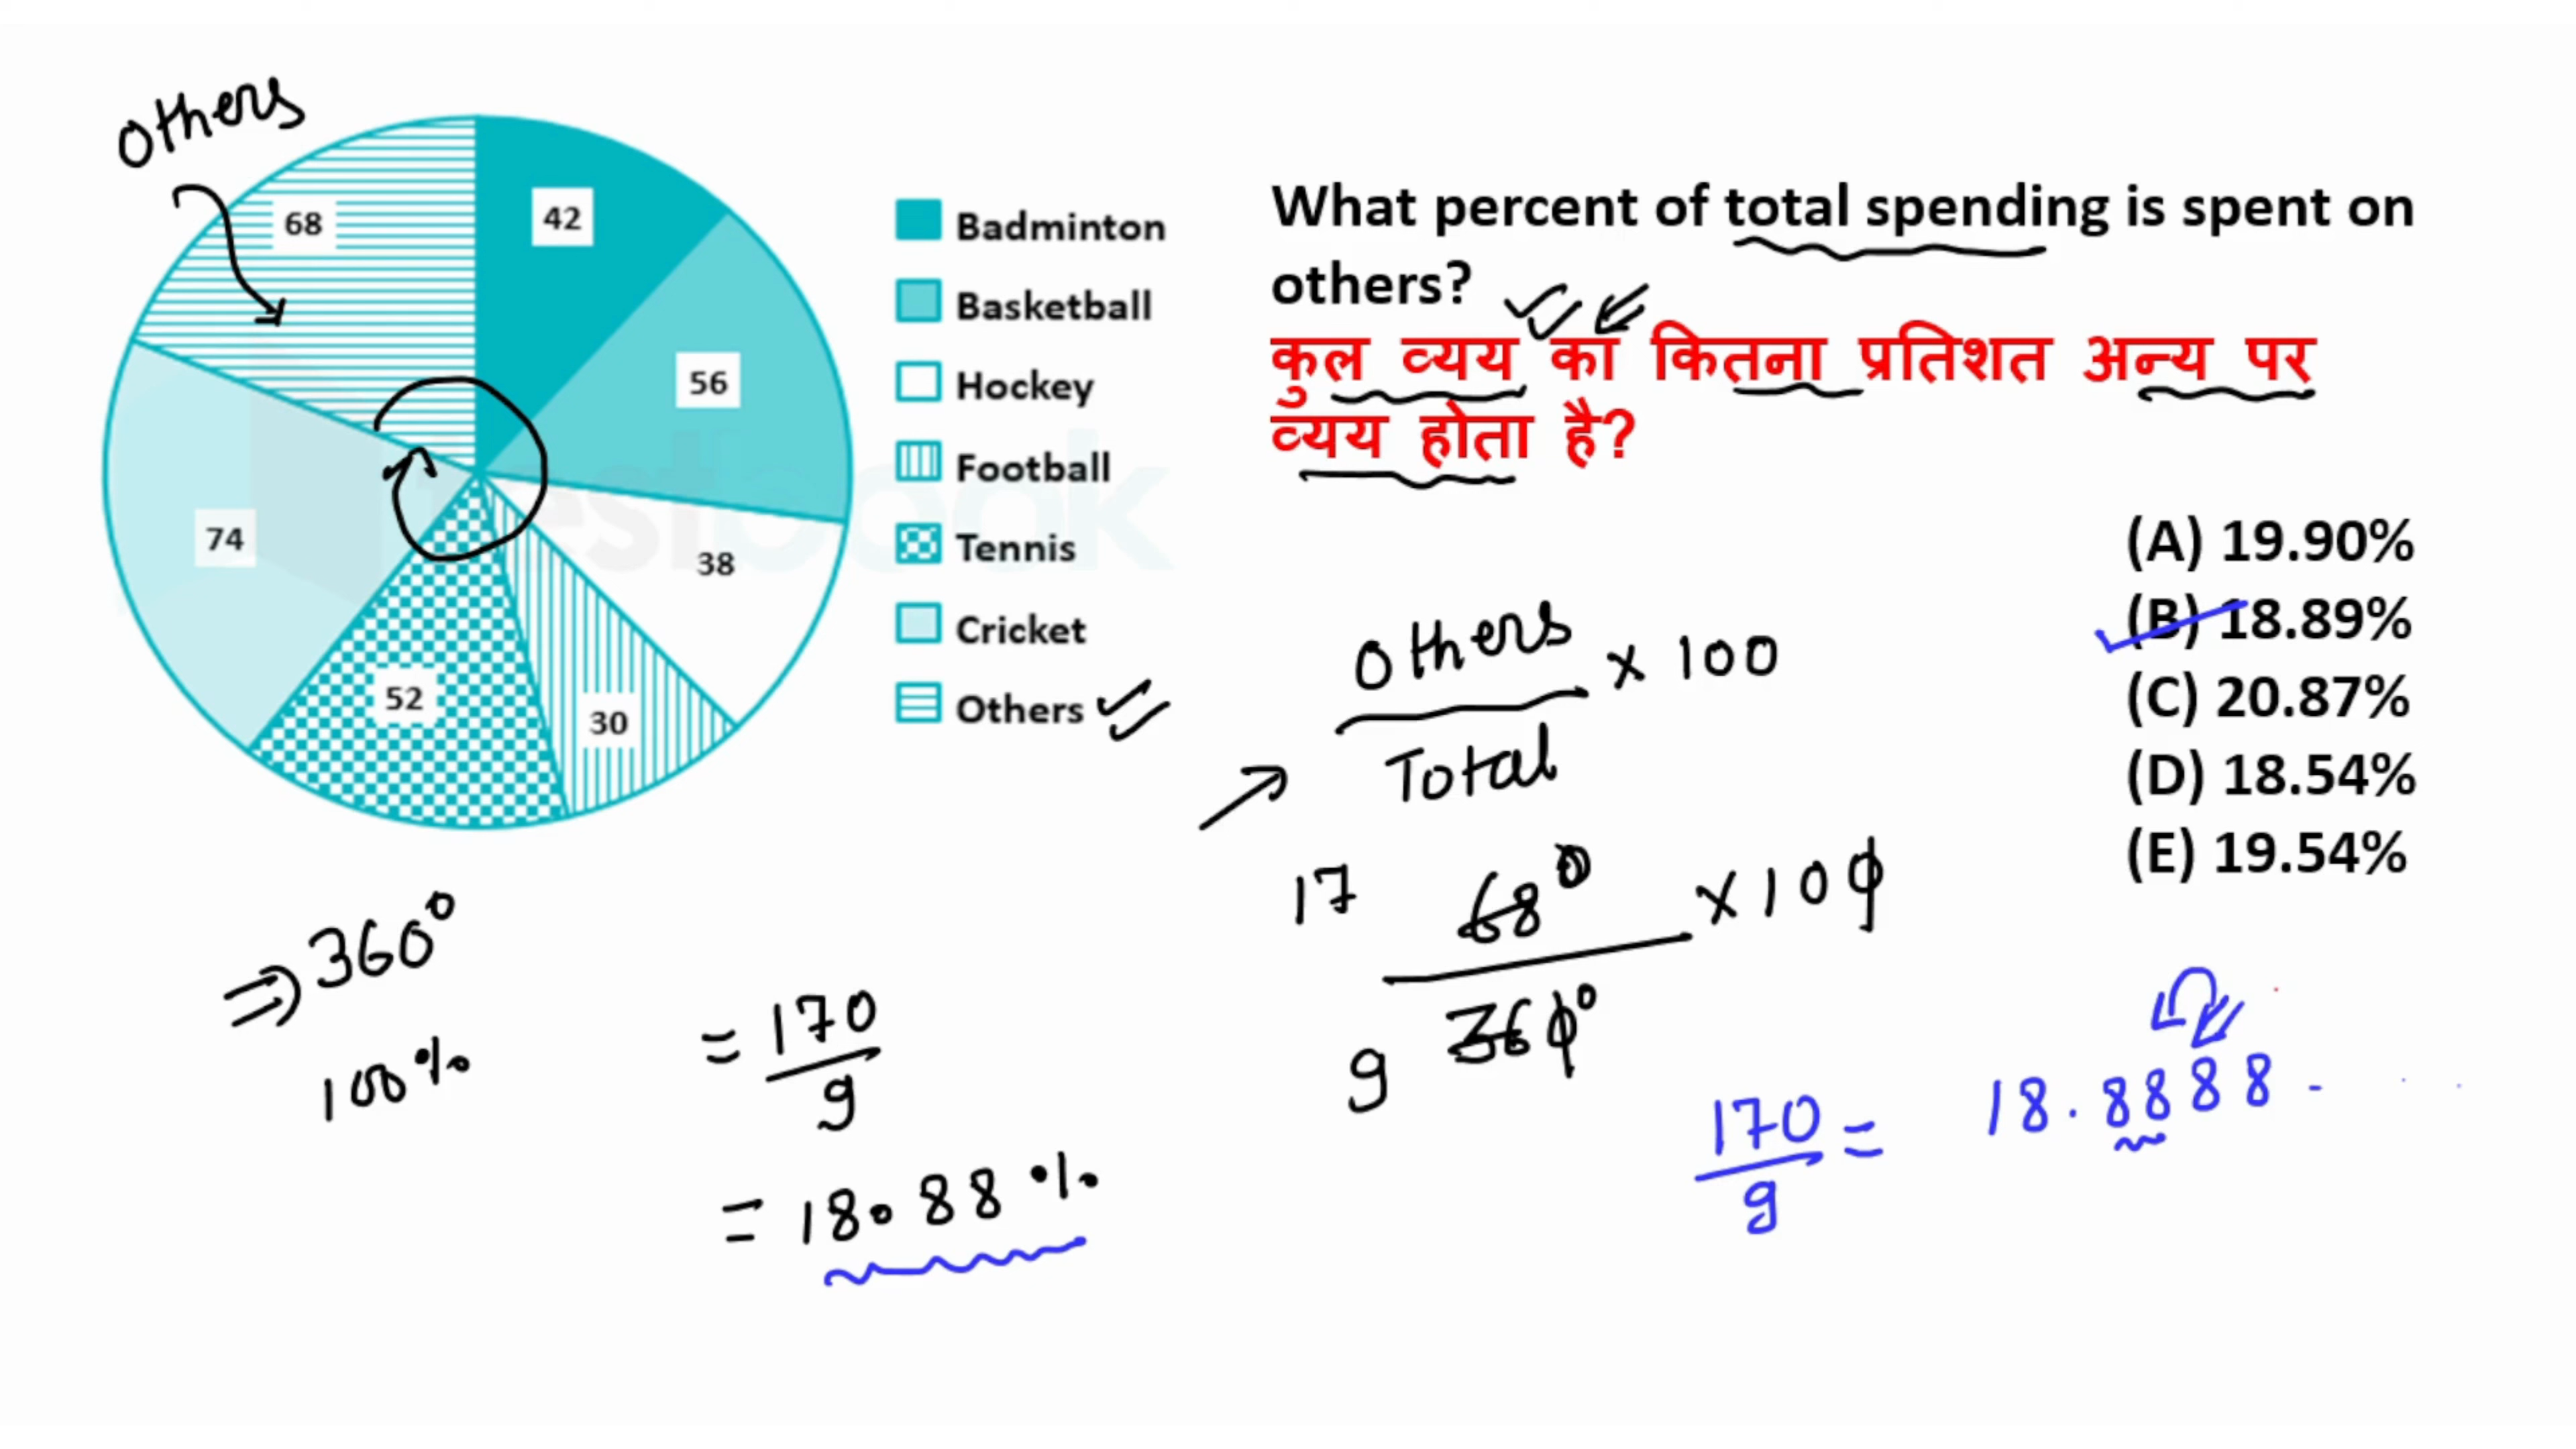 others
68
42
56
38
30
52
74
Badminton
Basketball
Hockey
Football
Tennis
Cricket
Others
testbook
What percent of total spending is spent on
others?
कुल व्यय का कितना प्रतिशत अन्य पर
व्यय होता है?
(A) 19.90%
(B) 18.89%
(C) 20.87%
(D) 18.54%
(E) 19.54%
others × 100
Total
17 68° × 100
9 360°
⇒ 360°
100%
= 170
9
= 18.88%
170 = 18.8888- . .
9